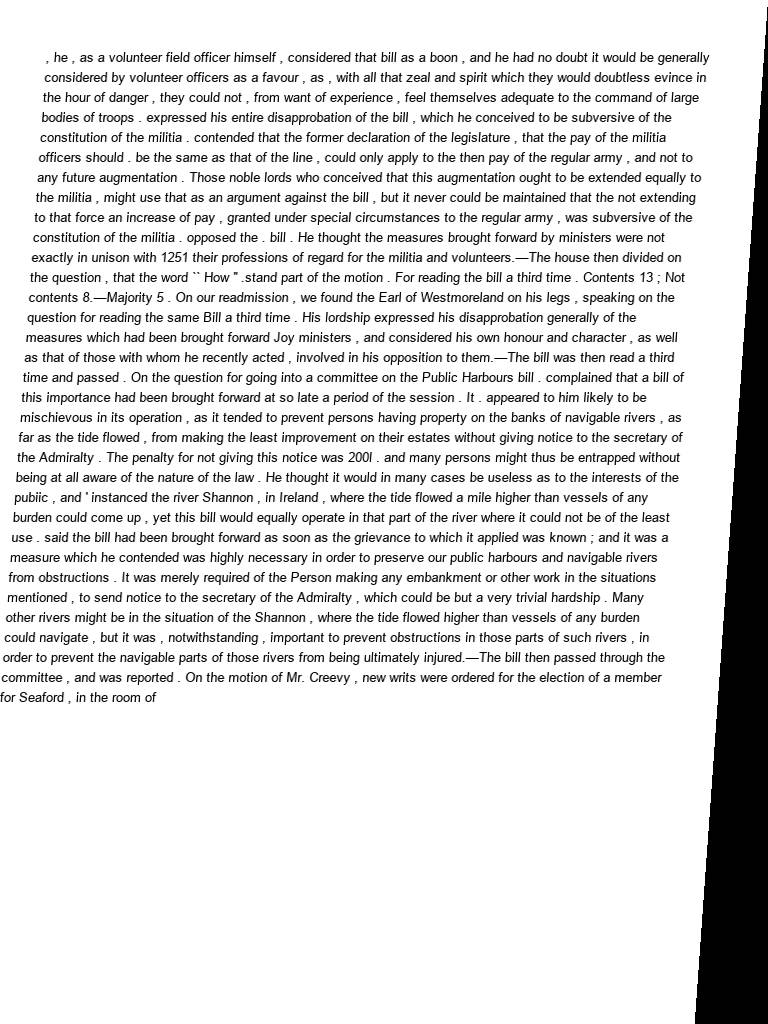 , he , as a volunteer field officer himself , considered that bill as a boon , and he had no doubt it would be generally
considered by volunteer officers as a favour , as , with all that zeal and spirit which they would doubtless evince in
the hour of danger , they could not , from want of experience , feel themselves adequate to the command of large
bodies of troops . expressed his entire disapprobation of the bill , which he conceived to be subversive of the
constitution of the militia . contended that the former declaration of the legislature , that the pay of the militia
officers should . be the same as that of the line , could only apply to the then pay of the regular army , and not to
any future augmentation . Those noble lords who conceived that this augmentation ought to be extended equally to
the militia , might use that as an argument against the bill , but it never could be maintained that the not extending
to that force an increase of pay , granted under special circumstances to the regular army , was subversive of the
constitution of the militia . opposed the . bill . He thought the measures brought forward by ministers were not
exactly in unison with 1251 their professions of regard for the militia and volunteers.—The house then divided on
the question , that the word `` How '' .stand part of the motion . For reading the bill a third time . Contents 13 ; Not
contents 8.—Majority 5 . On our readmission , we found the Earl of Westmoreland on his legs , speaking on the
question for reading the same Bill a third time . His lordship expressed his disapprobation generally of the
measures which had been brought forward Joy ministers , and considered his own honour and character , as well
as that of those with whom he recently acted , involved in his opposition to them.—The bill was then read a third
time and passed . On the question for going into a committee on the Public Harbours bill . complained that a bill of
this importance had been brought forward at so late a period of the session . It . appeared to him likely to be
mischievous in its operation , as it tended to prevent persons having property on the banks of navigable rivers , as
far as the tide flowed , from making the least improvement on their estates without giving notice to the secretary of
the Admiralty . The penalty for not giving this notice was 200l . and many persons might thus be entrapped without
being at all aware of the nature of the law . He thought it would in many cases be useless as to the interests of the
pubiic , and ' instanced the river Shannon , in Ireland , where the tide flowed a mile higher than vessels of any
burden could come up , yet this bill would equally operate in that part of the river where it could not be of the least
use . said the bill had been brought forward as soon as the grievance to which it applied was known ; and it was a
measure which he contended was highly necessary in order to preserve our public harbours and navigable rivers
from obstructions . It was merely required of the Person making any embankment or other work in the situations
mentioned , to send notice to the secretary of the Admiralty , which could be but a very trivial hardship . Many
other rivers might be in the situation of the Shannon , where the tide flowed higher than vessels of any burden
could navigate , but it was , notwithstanding , important to prevent obstructions in those parts of such rivers , in
order to prevent the navigable parts of those rivers from being ultimately injured.—The bill then passed through the
committee , and was reported . On the motion of Mr. Creevy , new writs were ordered for the election of a member
for Seaford , in the room of